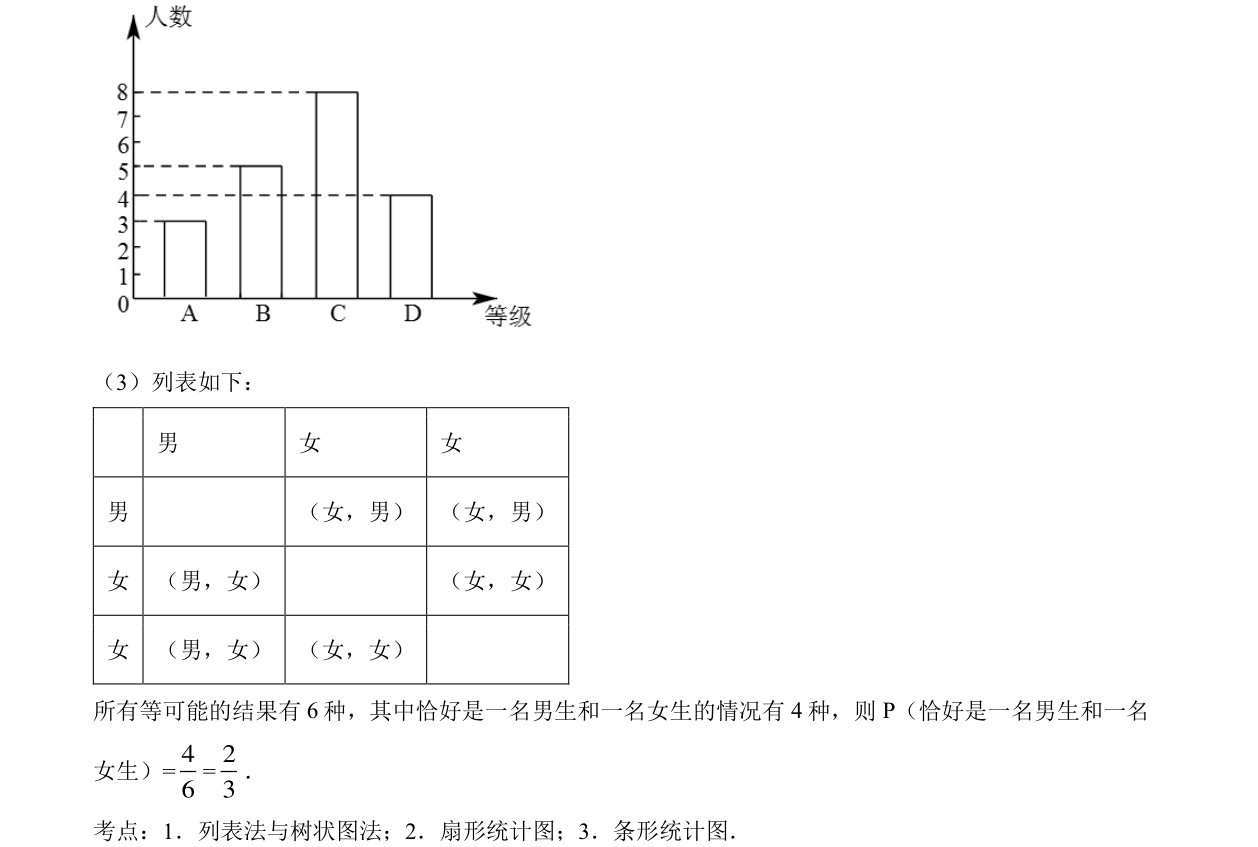 人数
8
7
6
5
4
3
2
1
0
A B C D
等级
（3）列表如下：
男 女 女
男 （女，男） （女，男）
女 （男，女） （女，女）
女 （男，女） （女，女）
所有等可能的结果有 6 种，其中恰好是一名男生和一名女生的情况有 4 种，则 P（恰好是一名男生和一名
女生）=4/6=2/3．
考点：1．列表法与树状图法；2．扇形统计图；3．条形统计图．